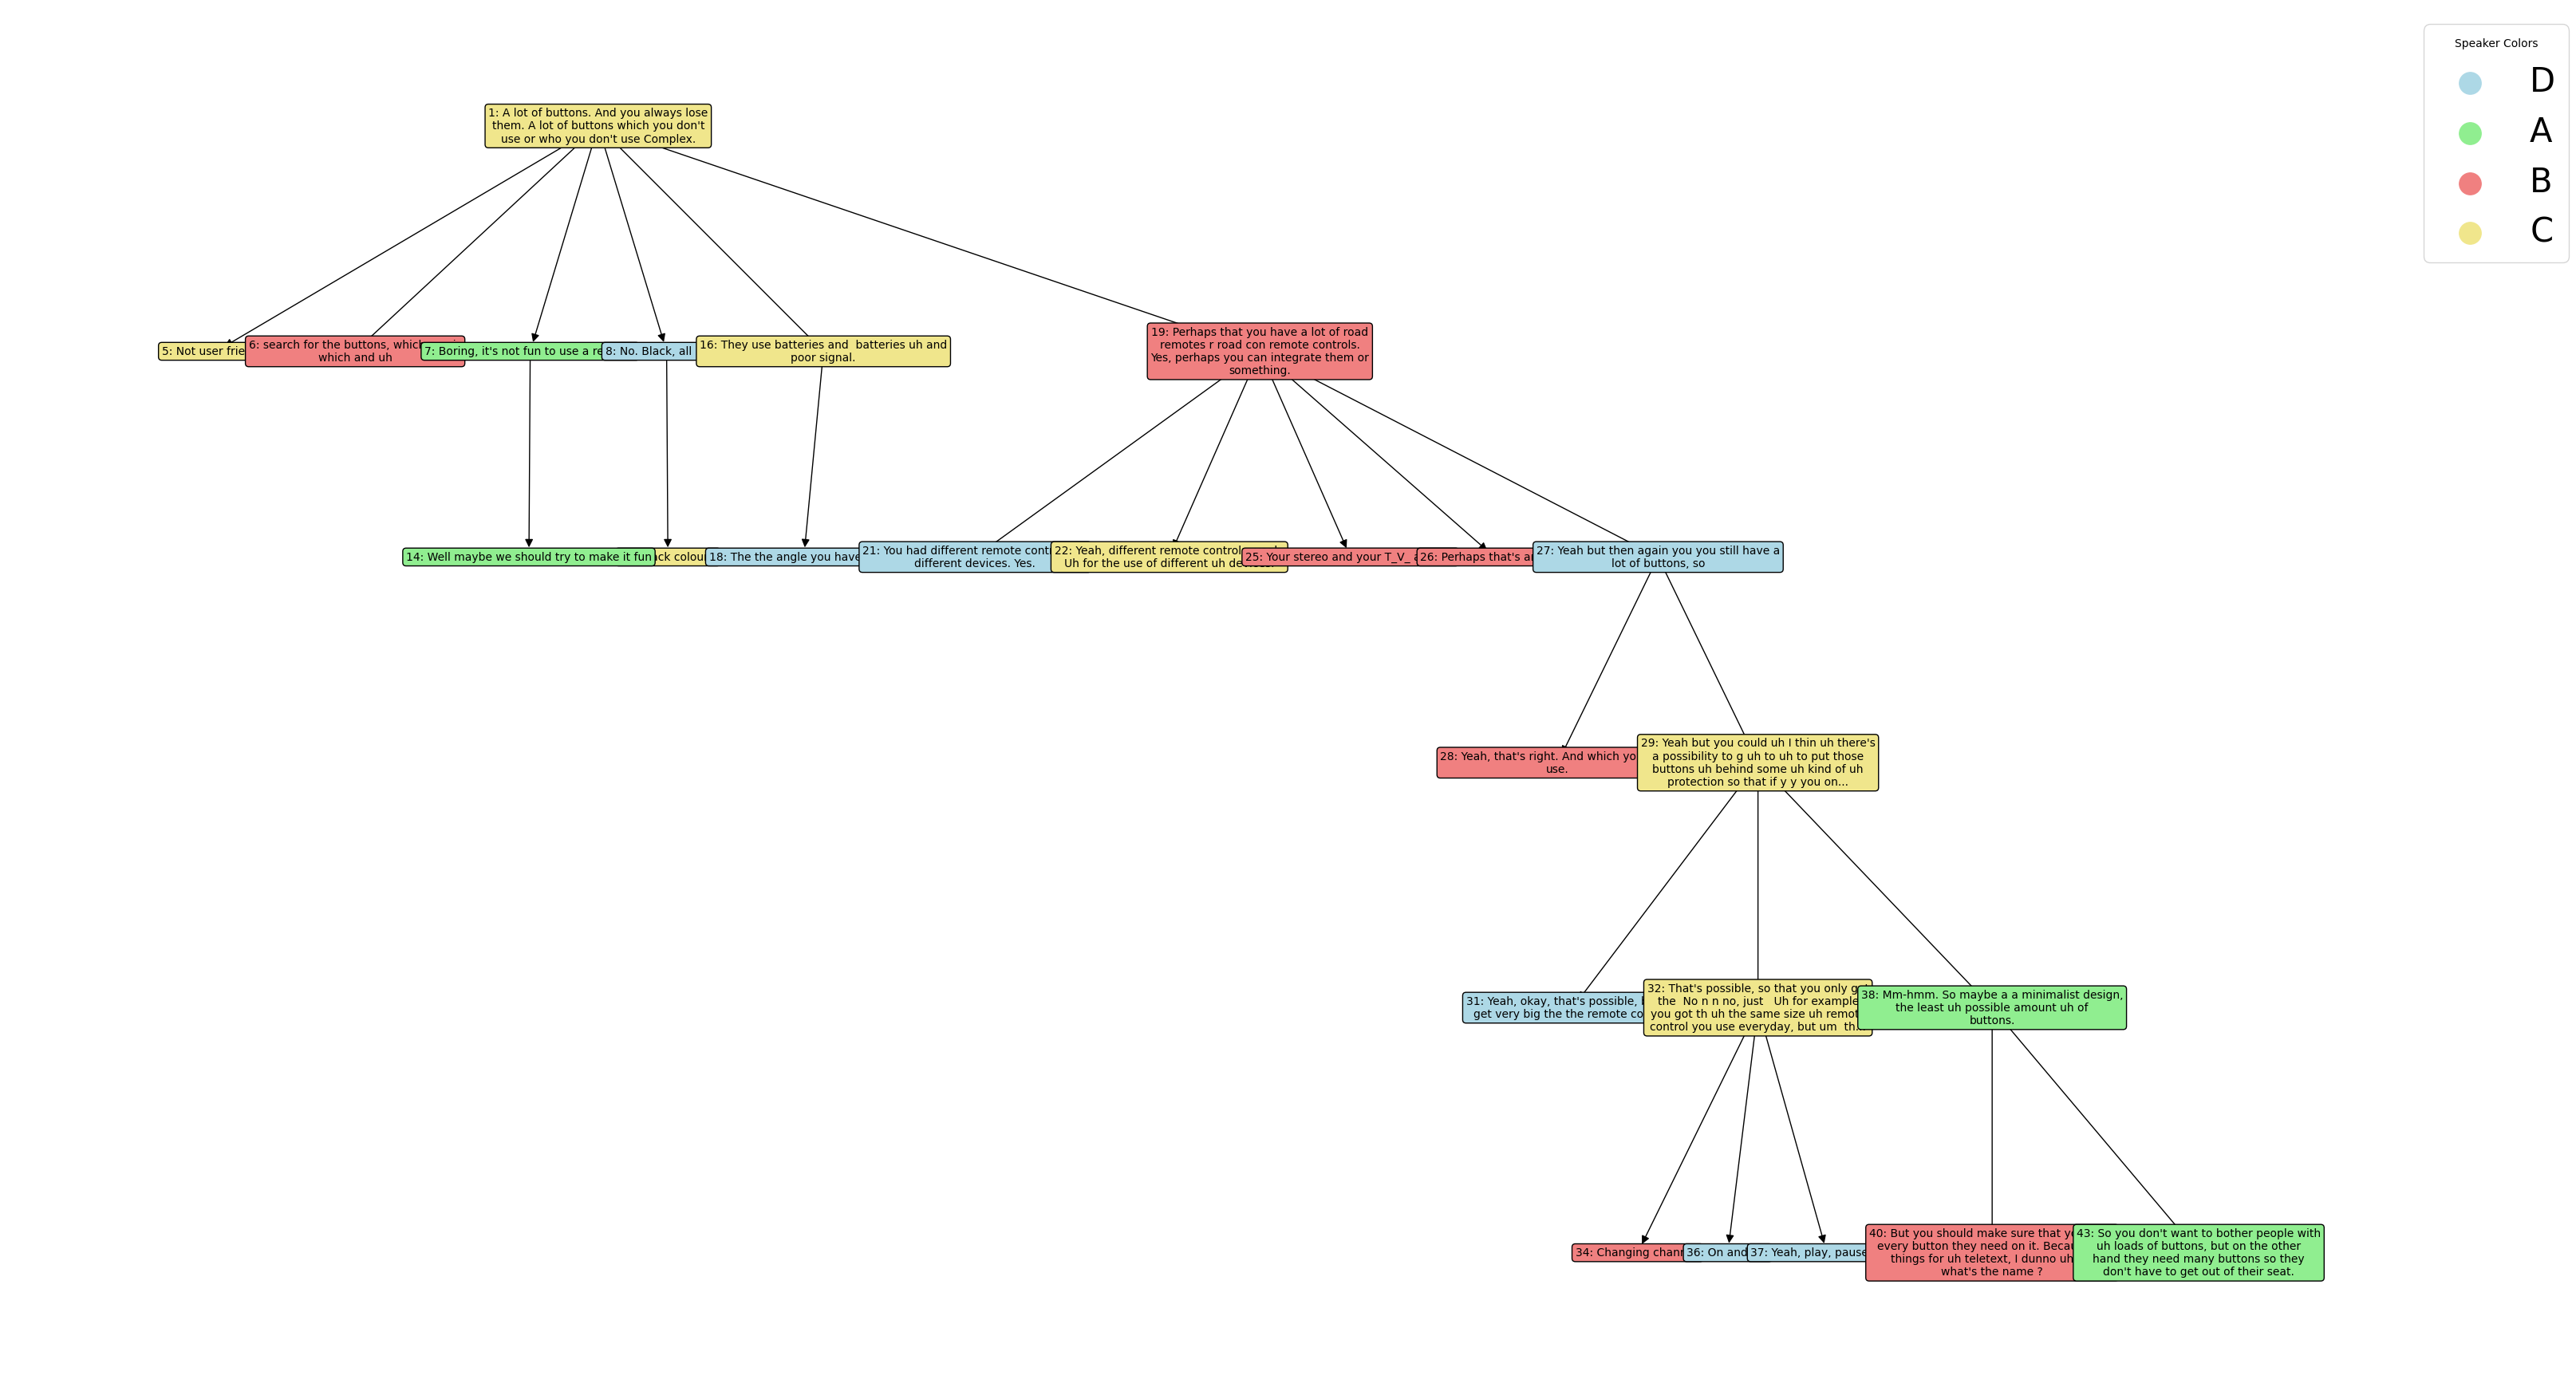 Speaker Colors
D
A
B
C
1: A lot of buttons. And you always lose
them. A lot of buttons which you don't
use or who you don't use Complex.
5: Not user
6: search for the buttons,
which and uh
7: Boring, it's not fun to use a
8: No. Black, all
16: They use batteries and  batteries uh and
poor signal.
19: Perhaps that you have a lot of road
remotes r road con remote controls.
Yes, perhaps you can integrate them or
something.
14: Well maybe we should try to make it fun
18: The the angle you have
21: You had different remote
different devices. Yes.
22: Yeah, different remote
Uh for the use of different uh
25: Your stereo and your T_V_
26: Perhaps that's
27: Yeah but then again you you still have a
lot of buttons, so
28: Yeah, that's right. And which
use.
29: Yeah but you could uh I thin uh there's
a possibility to g uh to uh to put those
buttons uh behind some uh kind of uh
protection so that if y y you on...
31: Yeah, okay, that's possible,
get very big the the remote
32: That's possible, so that you only
the  No n n no, just   Uh for example
you got th uh the same size uh
control you use everyday, but um
38: Mm-hmm. So maybe a a minimalist design,
the least uh possible amount uh of
buttons.
34: Changing
36: On and
37: Yeah, play, pause
40: But you should make sure that
every button they need on it.
things for uh teletext, I dunno uh
what's the name ?
43: So you don't want to bother people with
uh loads of buttons, but on the other
hand they need many buttons so they
don't have to get out of their seat.